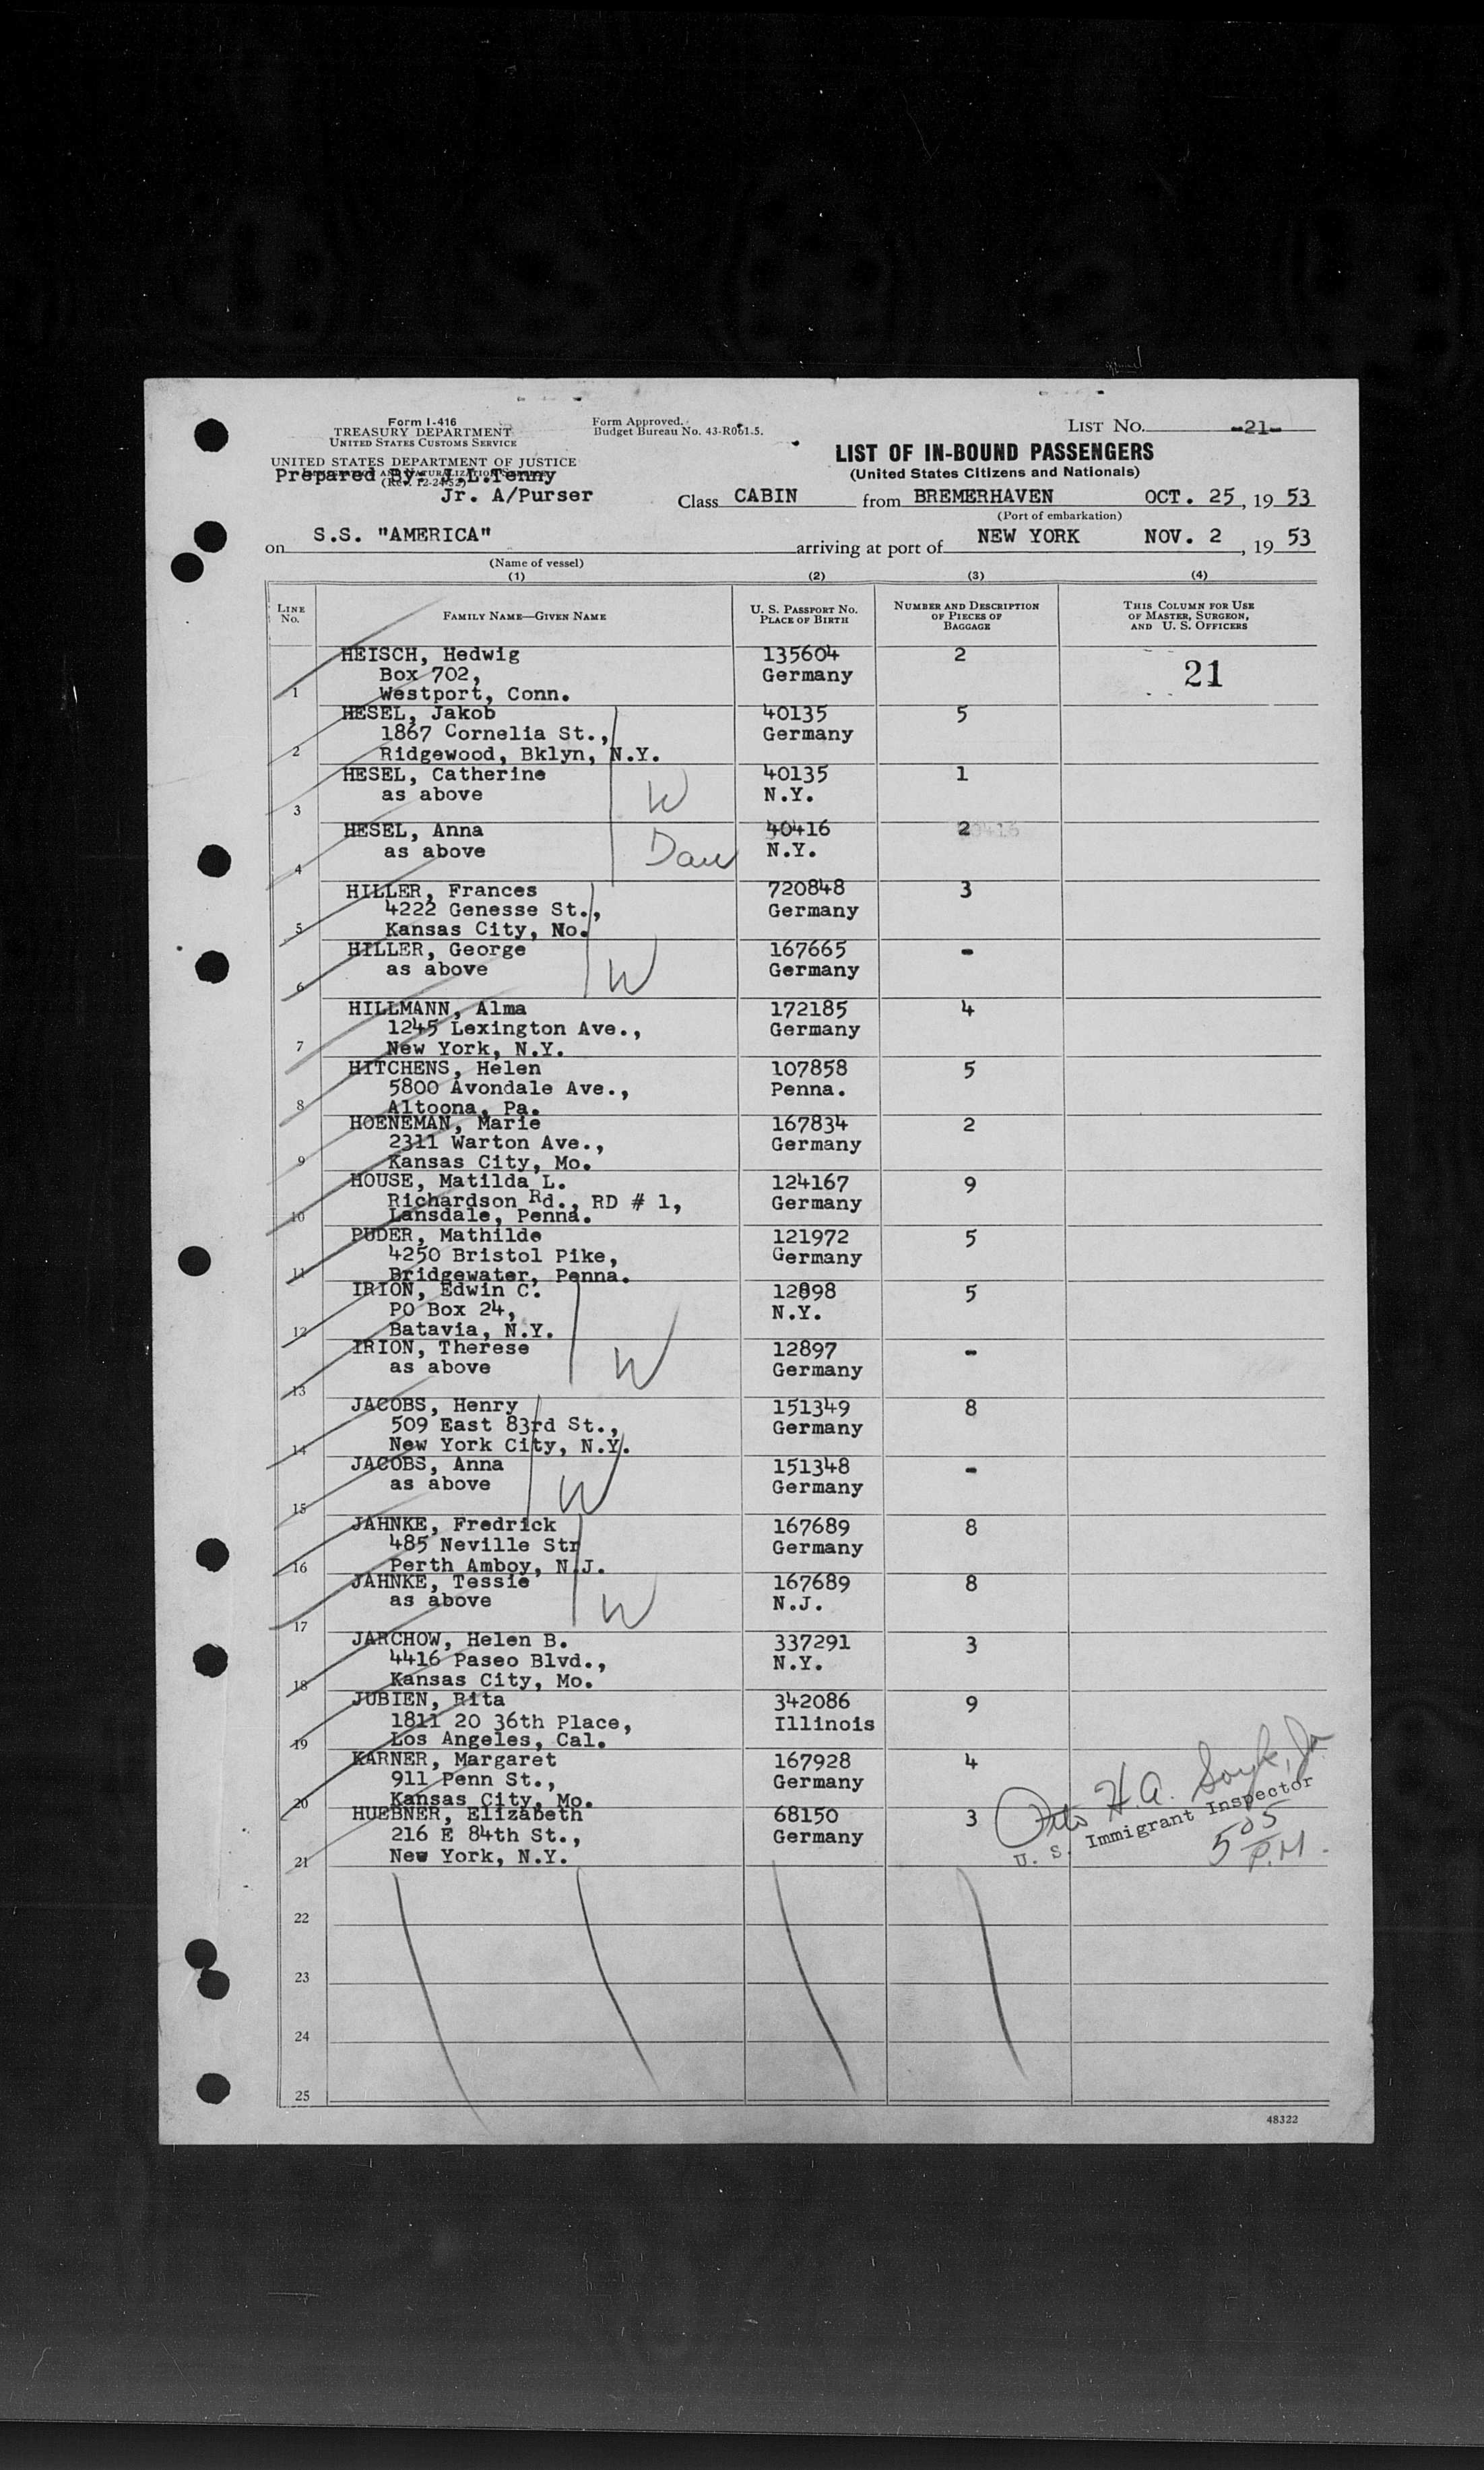 Form I-416
TREASURY DEPARTMENT
UNITED STATES CUSTOMS SERVICE
UNITED STATES DEPARTMENT OF JUSTICE
IMMIGRATION AND NATURALIZATION SERVICE
(Rev. 12-24-52)
Prepared By: J.L.Tenny
Jr. A/Purser
Form Approved.
Budget Bureau No. 43-R061.5.
LIST NO. -21-
LIST OF IN-BOUND PASSENGERS
(United States Citizens and Nationals)
Class CABIN from BREMERHAVEN OCT. 25, 19 53
(Port of embarkation)
on S.S. "AMERICA" arriving at port of NEW YORK NOV. 2, 19 53
(Name of vessel)
(1) (2) (3) (4)
LINE NO. FAMILY NAME—GIVEN NAME U. S. PASSPORT NO. PLACE OF BIRTH NUMBER AND DESCRIPTION OF PIECES OF BAGGAGE THIS COLUMN FOR USE OF MASTER, SURGEON, AND U. S. OFFICERS
HEISCH, Hedwig 135604 2
Box 702, Germany 21
1 Westport, Conn.
HESEL, Jakob 40135 5
1867 Cornelia St., Germany
2 Ridgewood, Bklyn, N.Y.
HESEL, Catherine 40135 1
as above W N.Y.
3
HESEL, Anna 40416 2 40416
as above Dau N.Y.
4
HILLER, Frances 720848 3
4222 Genesse St., Germany
5 Kansas City, No.
HILLER, George 167665 -
as above W Germany
6
HILLMANN, Alma 172185 4
1245 Lexington Ave., Germany
7 New York, N.Y.
HITCHENS, Helen 107858 5
5800 Avondale Ave., Penna.
8 Altoona, Pa.
HOENEMAN, Marie 167834 2
2311 Warton Ave., Germany
9 Kansas City, Mo.
HOUSE, Matilda L. 124167 9
Richardson Rd., RD # 1, Germany
10 Lansdale, Penna.
PUDER, Mathilde 121972 5
4250 Bristol Pike, Germany
11 Bridgewater, Penna.
IRION, Edwin C. 12898 5
PO Box 24, N.Y.
12 Batavia, N.Y.
IRION, Therese 12897 -
as above W Germany
13
JACOBS, Henry 151349 8
509 East 83rd St., Germany
14 New York City, N.Y.
JACOBS, Anna 151348 -
as above W Germany
15
JAHNKE, Fredrick 167689 8
485 Neville Str Germany
16 Perth Amboy, N.J.
JAHNKE, Tessie 167689 8
as above W N.J.
17
JARCHOW, Helen B. 337291 3
4416 Paseo Blvd., N.Y.
18 Kansas City, Mo.
JUBIEN, Rita 342086 9
1811 20 36th Place, Illinois
19 Los Angeles, Cal.
KARNER, Margaret 167928 4
911 Penn St., Germany
20 Kansas City, Mo.
HUEBNER, Elizabeth 68150 3
216 E 84th St., Germany
21 New York, N.Y.
Otto H.A. Jr.
U. S. Immigrant Inspector
5 05 P.M.
22
23
24
25
48322